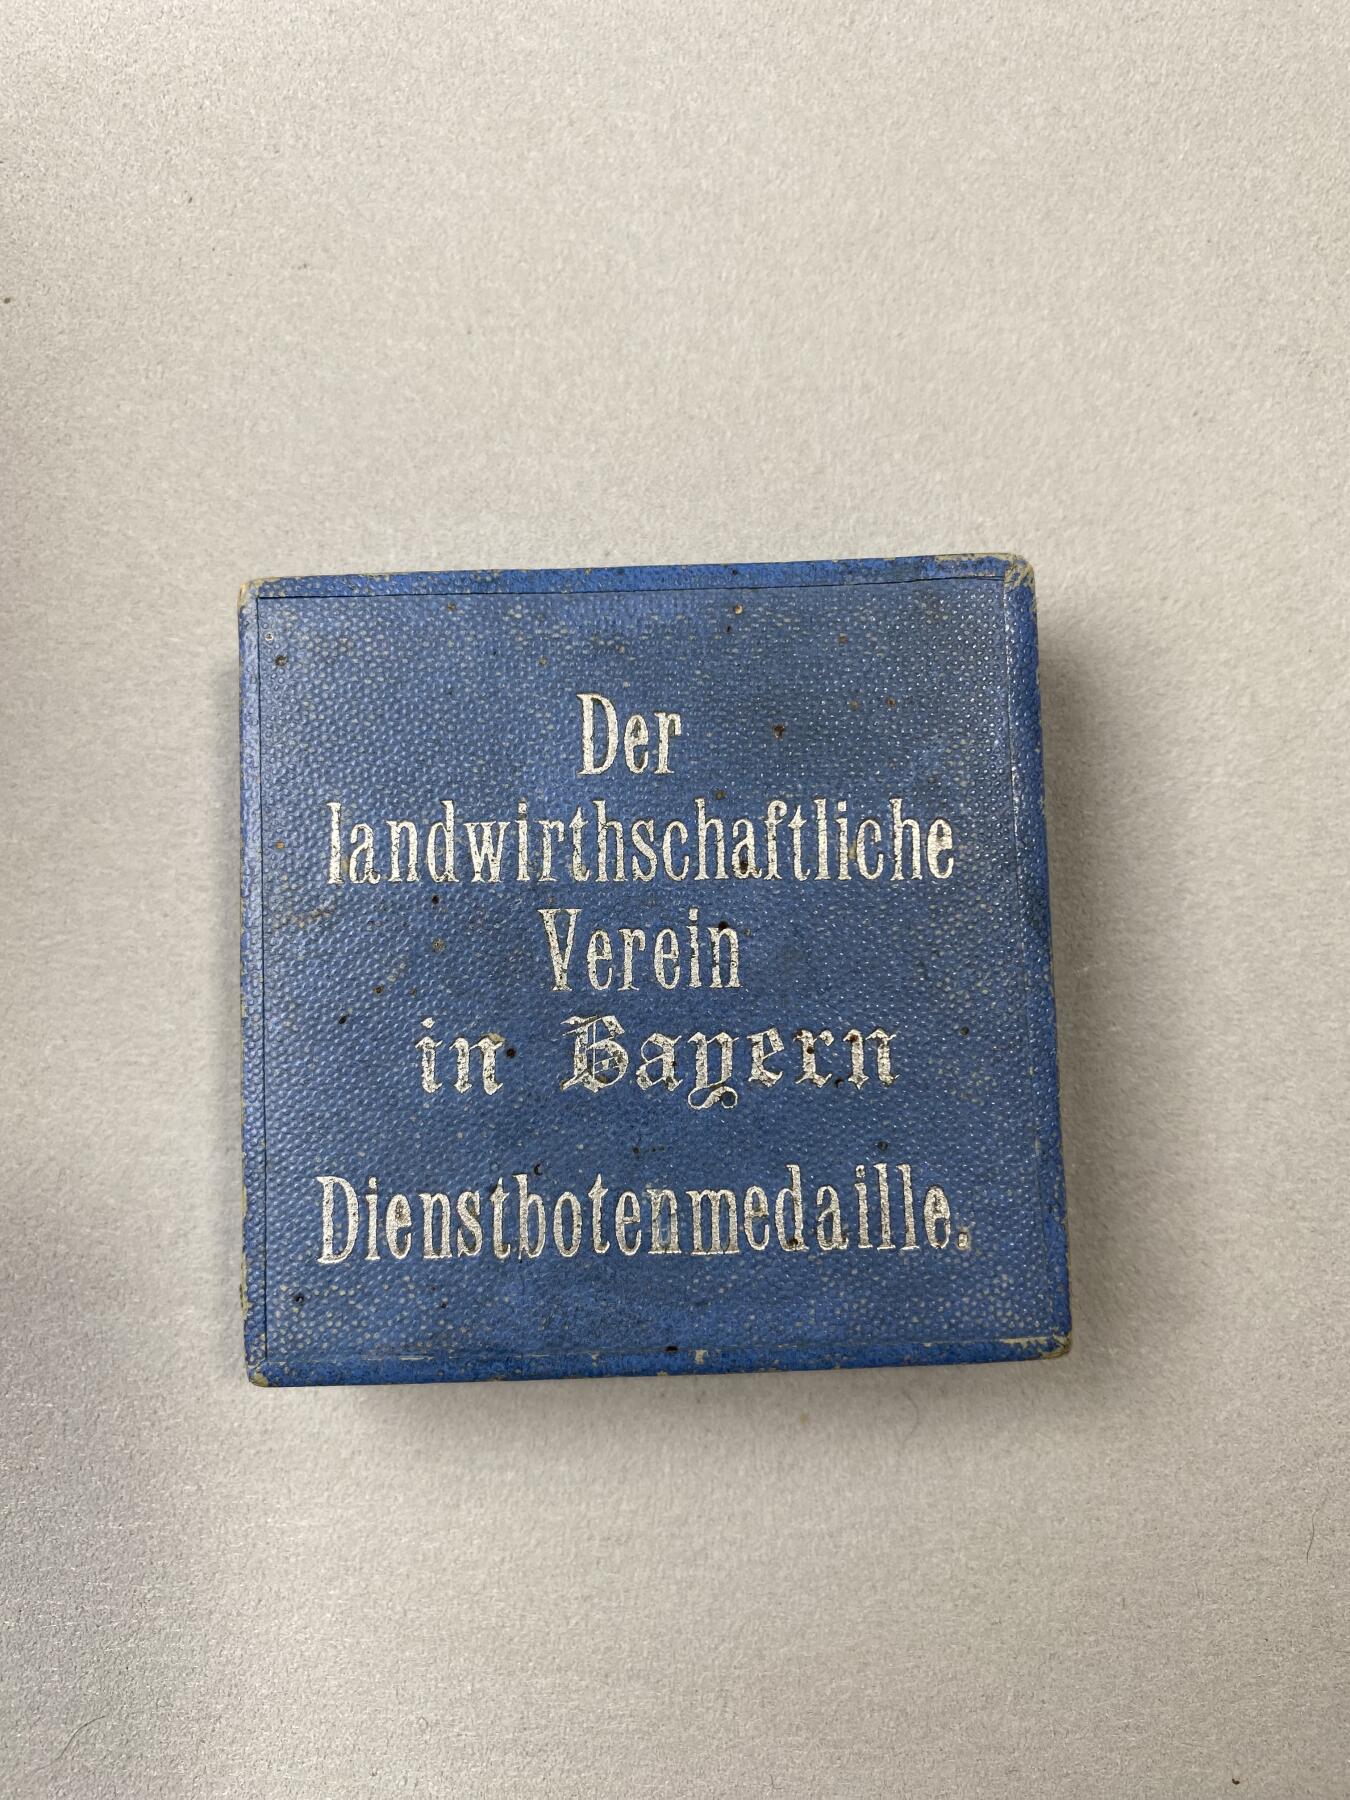 Der
landwirthschaftliche
Verein
in Bayern
Dienstbotenmedaille.